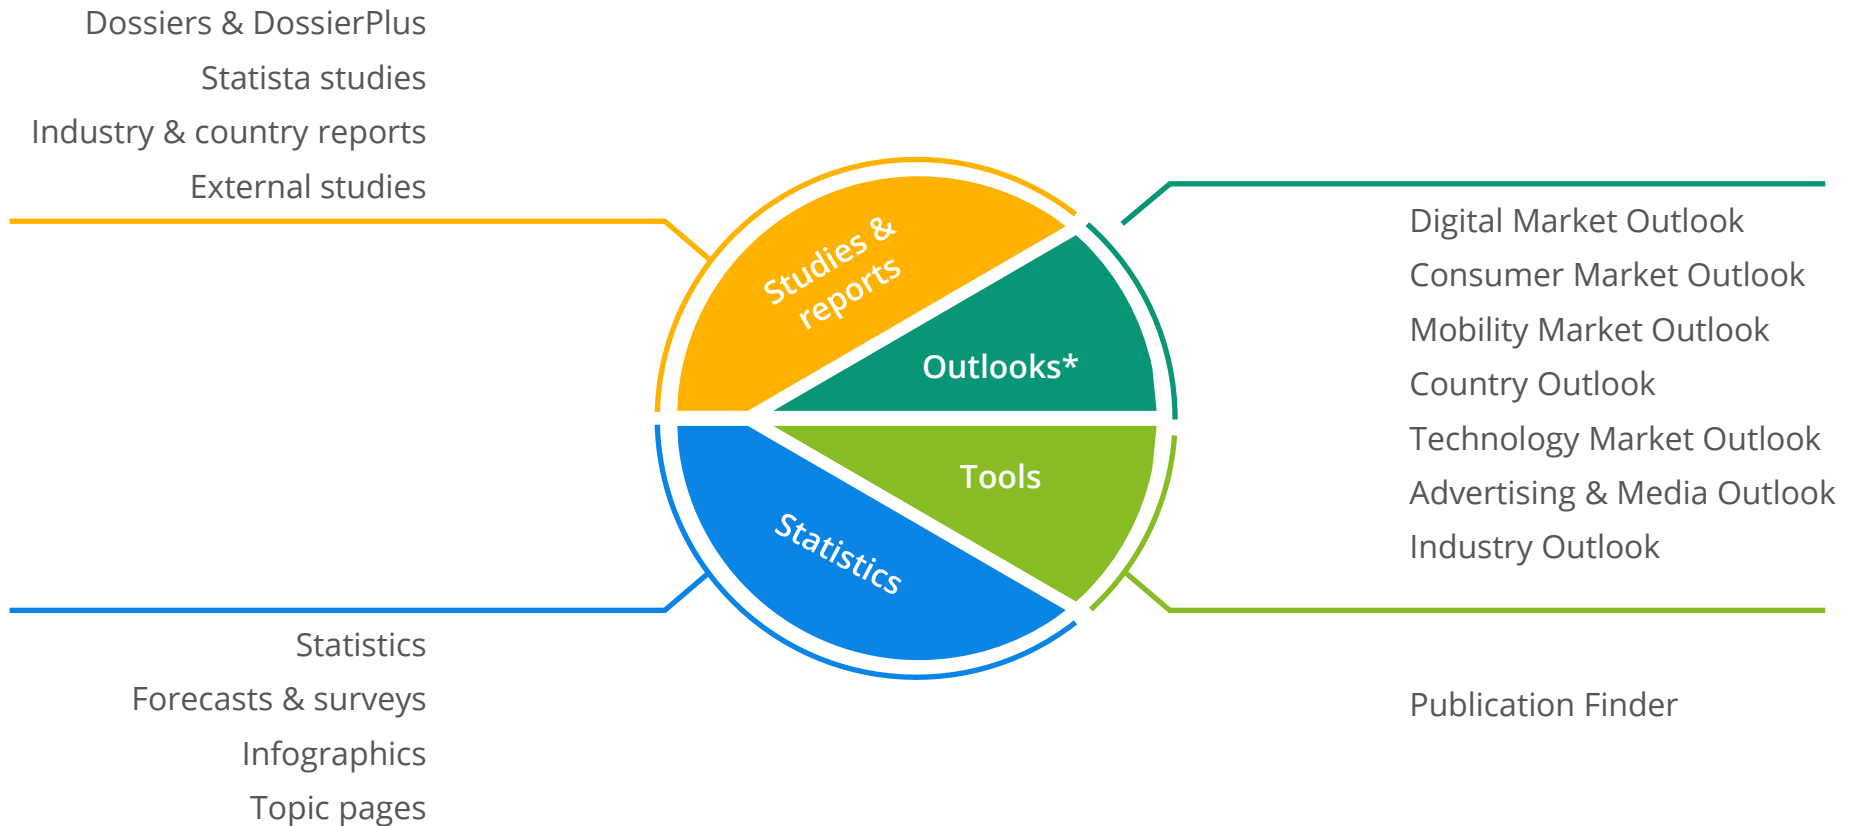 Dossiers & DossierPlus
Statista studies
Industry & country reports
External studies
Studies &
reports
Outlooks*
Digital Market Outlook
Consumer Market Outlook
Mobility Market Outlook
Country Outlook
Technology Market Outlook
Advertising & Media Outlook
Industry Outlook
Tools
Statistics
Statistics
Forecasts & surveys
Infographics
Topic pages
Publication Finder